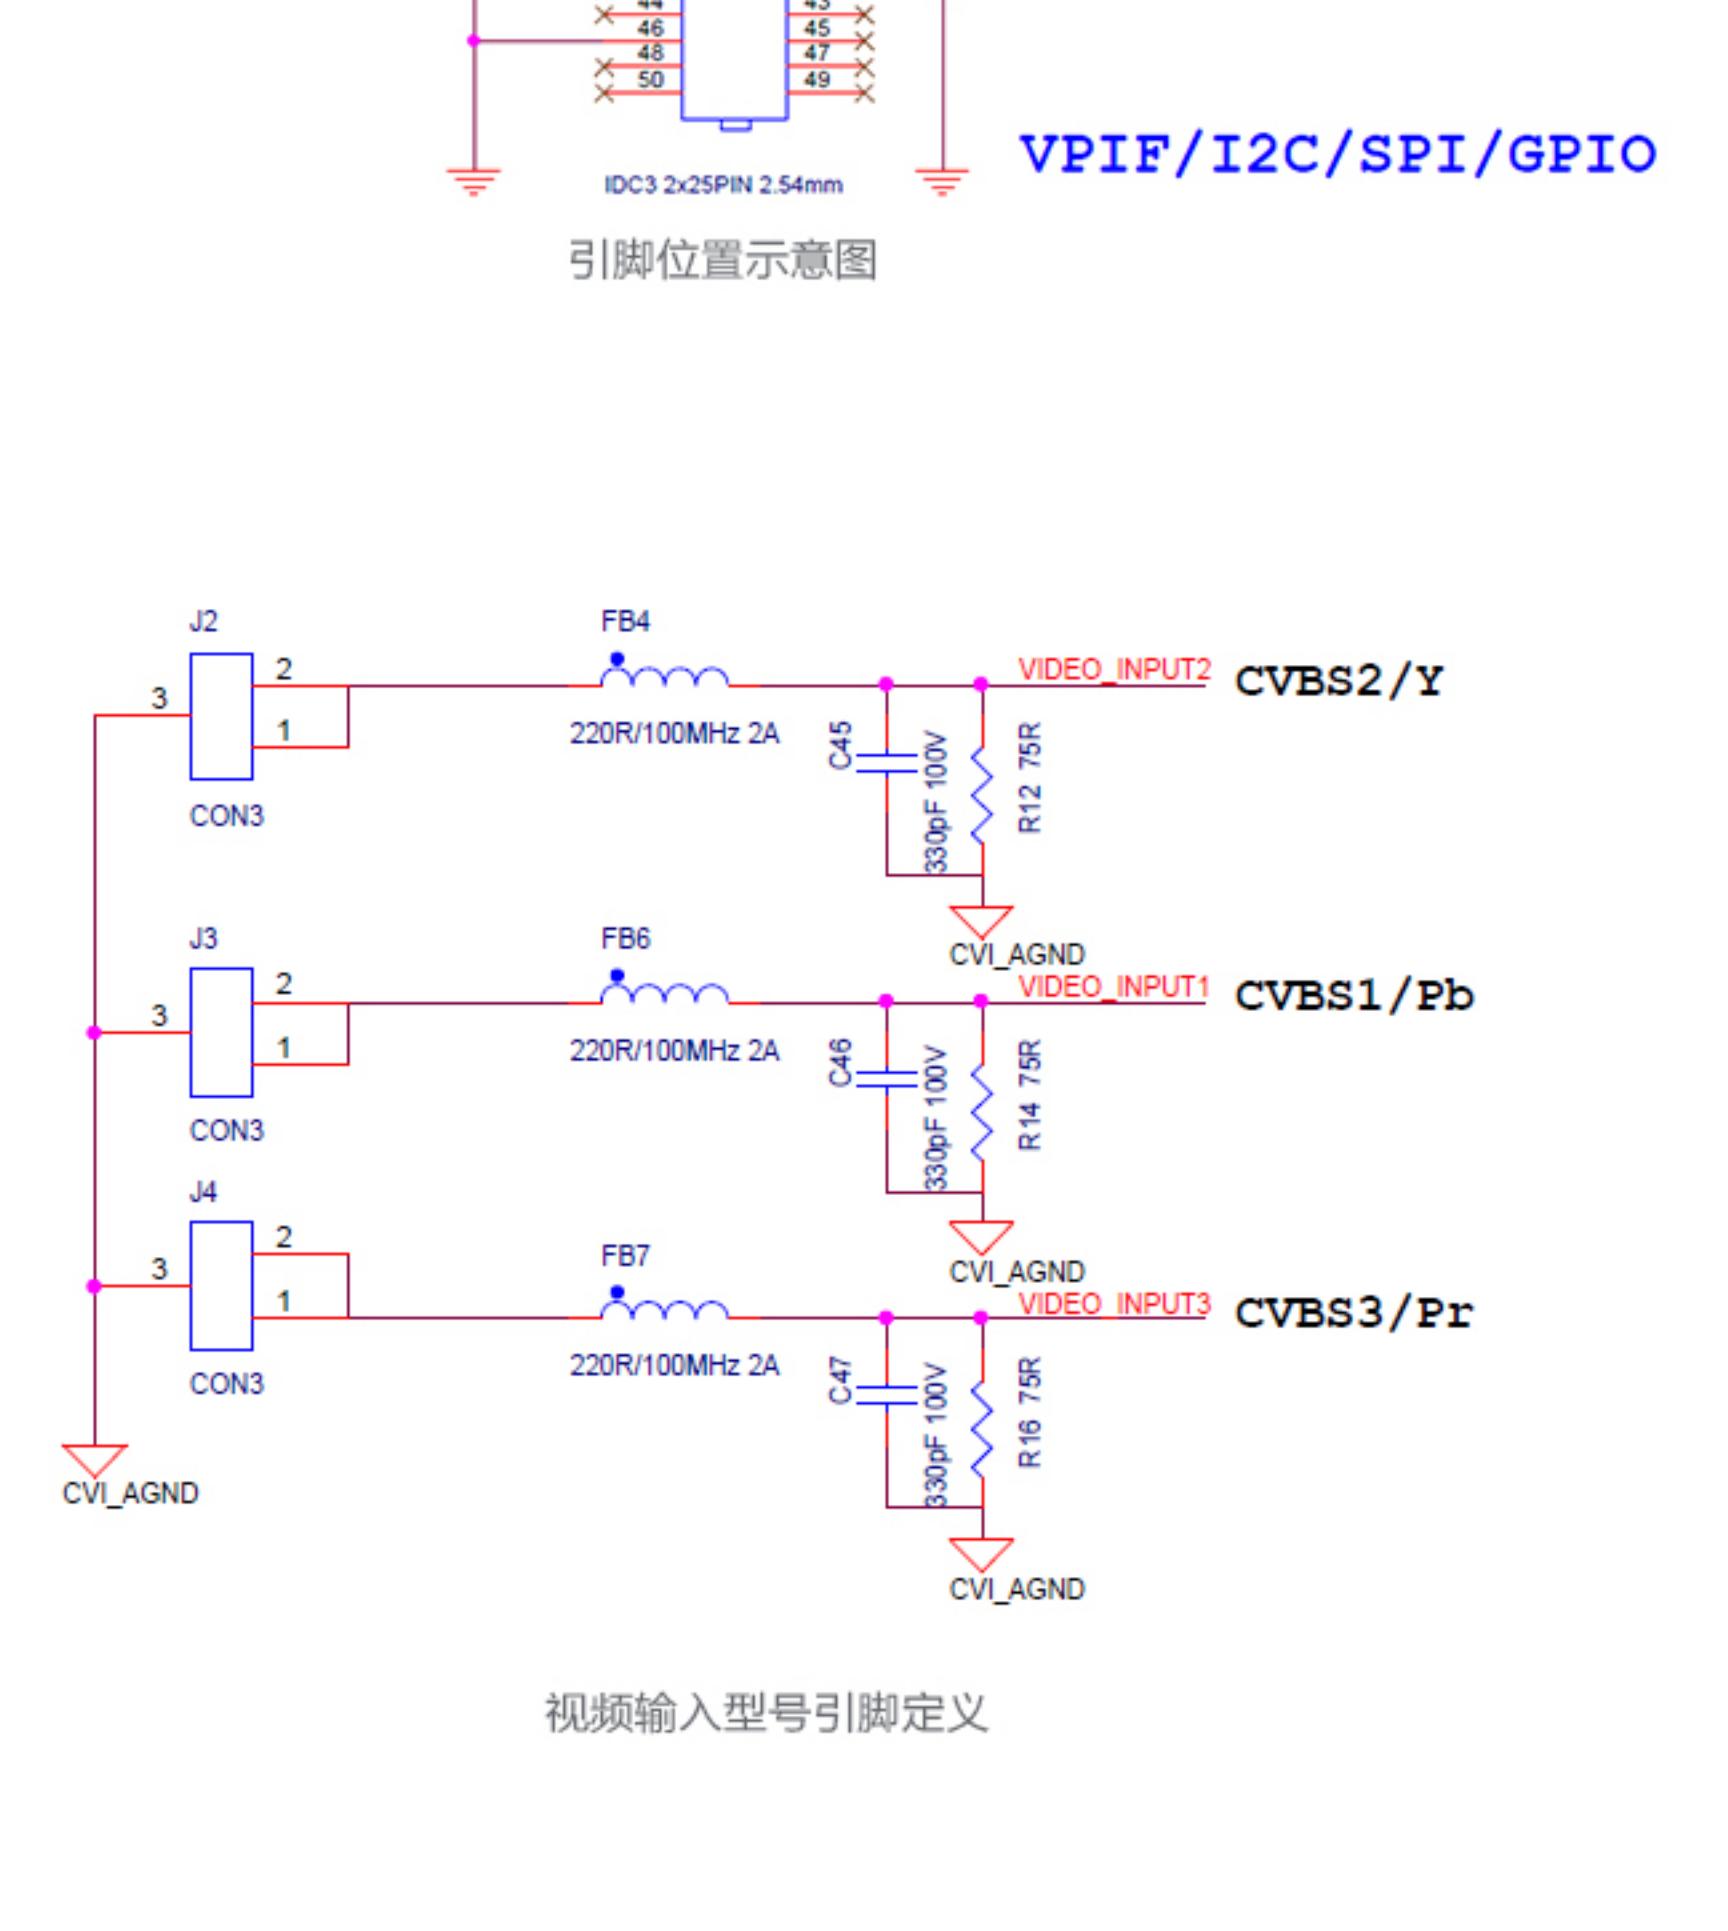 44 43
46 45
48 47
50 49
VPIF/I2C/SPI/GPIO
IDC3 2x25PIN 2.54mm
引脚位置示意图
J2
FB4
2
3
1
VIDEO_INPUT2
CVBS2/Y
220R/100MHz 2A
C45
330pF 100V
R12 75R
CON3
CVI_AGND
J3
FB6
2
3
1
VIDEO_INPUT1
CVBS1/Pb
220R/100MHz 2A
C46
330pF 100V
R14 75R
CON3
CVI_AGND
J4
FB7
2
3
1
VIDEO_INPUT3
CVBS3/Pr
220R/100MHz 2A
C47
330pF 100V
R16 75R
CON3
CVI_AGND
CVI_AGND
视频输入型号引脚定义